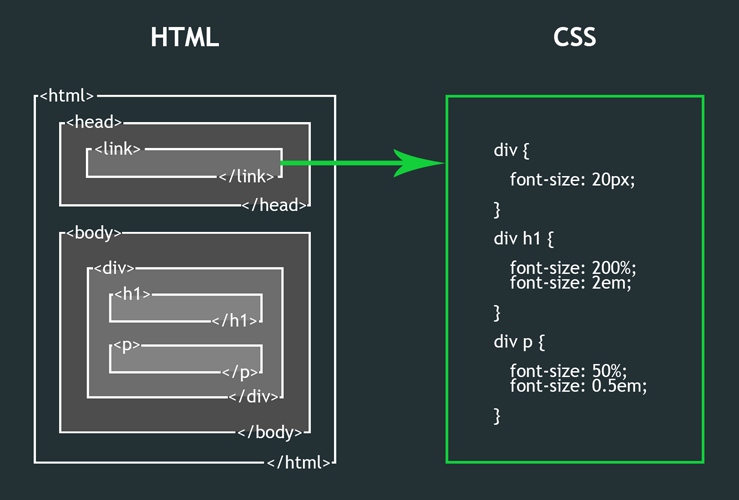 HTML
<html>
<head>
<link>
</link>
</head>
<body>
<div>
<h1>
</h1>
<p>
</p>
</div>
</body>
</html>
CSS
div {
font-size: 20px;
}
div h1 {
font-size: 200%;
font-size: 2em;
}
div p {
font-size: 50%;
font-size: 0.5em;
}